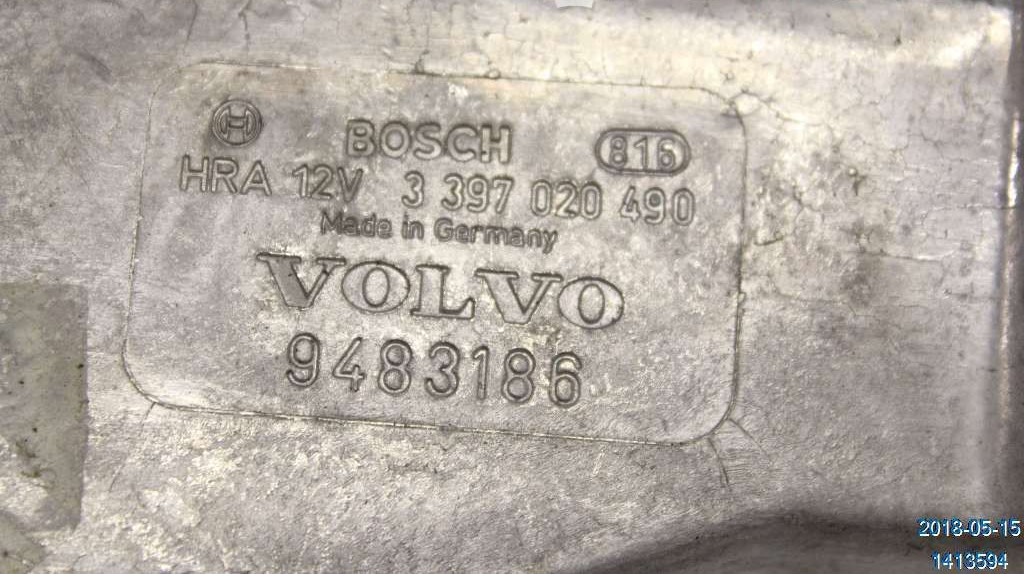 BOSCH 816
HRA 12V 3 397 020 490
Made in Germany
VOLVO
9483186
2018-05-15
1413594